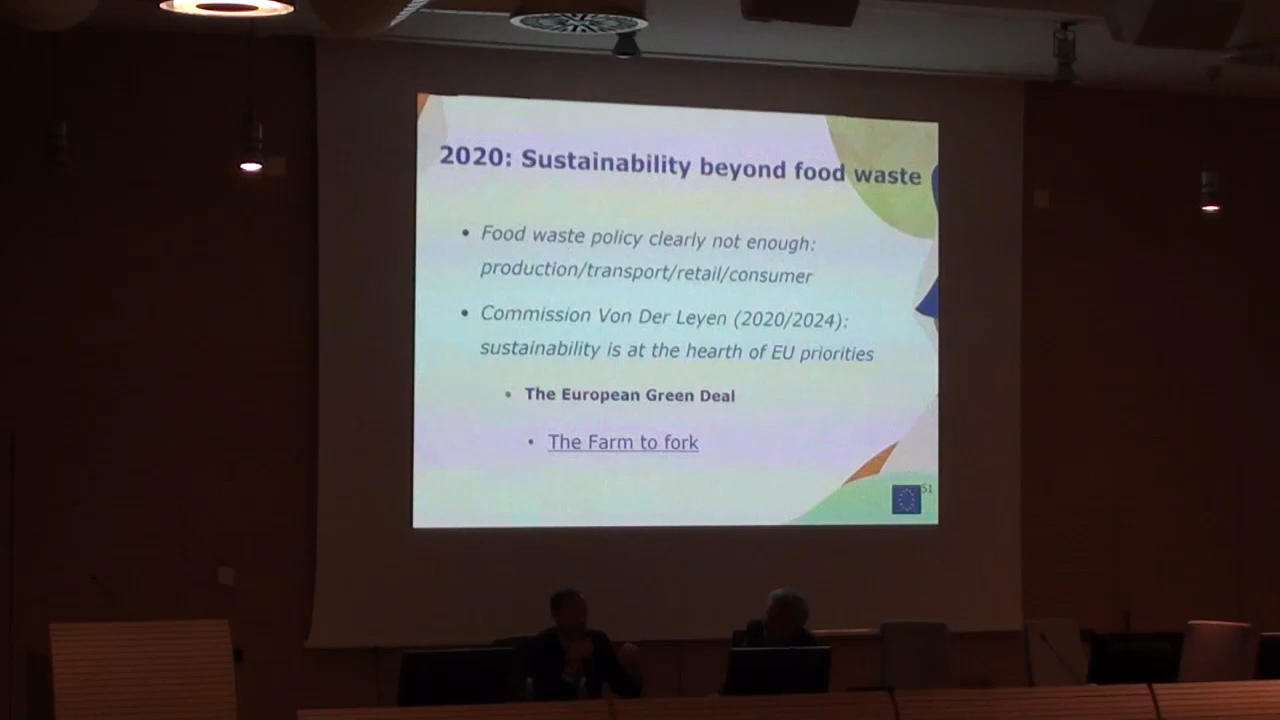 2020: Sustainability beyond food waste
• Food waste policy clearly not enough:
production/transport/retail/consumer
• Commission Von Der Leyen (2020/2024):
sustainability is at the hearth of EU priorities
• The European Green Deal
• The Farm to fork
51